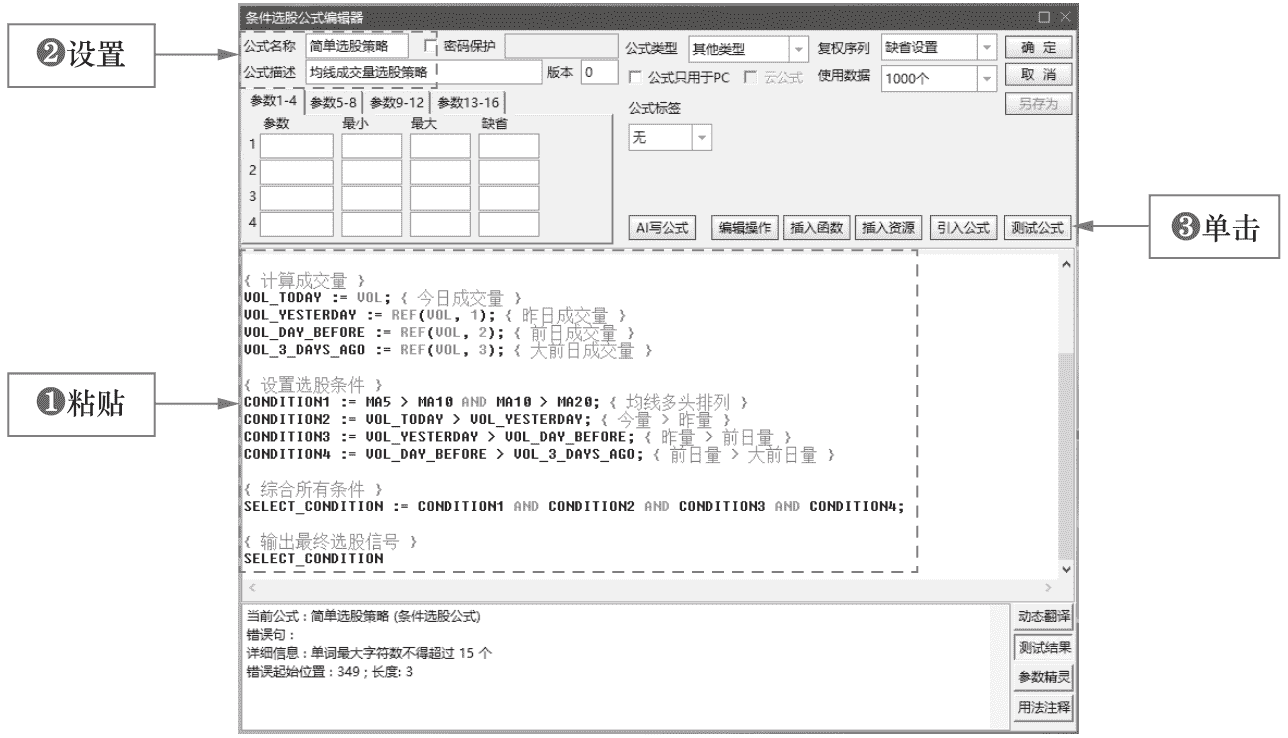 条件选股公式编辑器
❷设置
公式名称 简单选股策略 密码保护 公式类型 其他类型 复权序列 缺省设置 确 定
公式描述 均线成交量选股策略 版本 0 公式只用于PC 云公式 使用数据 1000个 取 消
参数1-4 参数5-8 参数9-12 参数13-16 公式标签 另存为
参数 最小 最大 缺省
无
1
2
3
4
AI写公式 编辑操作 插入函数 插入资源 引入公式 测试公式
❸单击
{ 计算成交量 }
VOL_TODAY := VOL; { 今日成交量 }
VOL_YESTERDAY := REF(VOL, 1); { 昨日成交量 }
VOL_DAY_BEFORE := REF(VOL, 2); { 前日成交量 }
VOL_3_DAYS_AGO := REF(VOL, 3); { 大前日成交量 }
{ 设置选股条件 }
❶粘贴
CONDITION1 := MA5 > MA10 AND MA10 > MA20; { 均线多头排列 }
CONDITION2 := VOL_TODAY > VOL_YESTERDAY; { 今量 > 昨量 }
CONDITION3 := VOL_YESTERDAY > VOL_DAY_BEFORE; { 昨量 > 前日量 }
CONDITION4 := VOL_DAY_BEFORE > VOL_3_DAYS_AGO; { 前日量 > 大前日量 }
{ 综合所有条件 }
SELECT_CONDITION := CONDITION1 AND CONDITION2 AND CONDITION3 AND CONDITION4;
{ 输出最终选股信号 }
SELECT_CONDITION
当前公式 : 简单选股策略 (条件选股公式)
错误句 :
详细信息 : 单词最大字符数不得超过 15 个
错误起始位置 : 349 ; 长度: 3
动态翻译
测试结果
参数精灵
用法注释